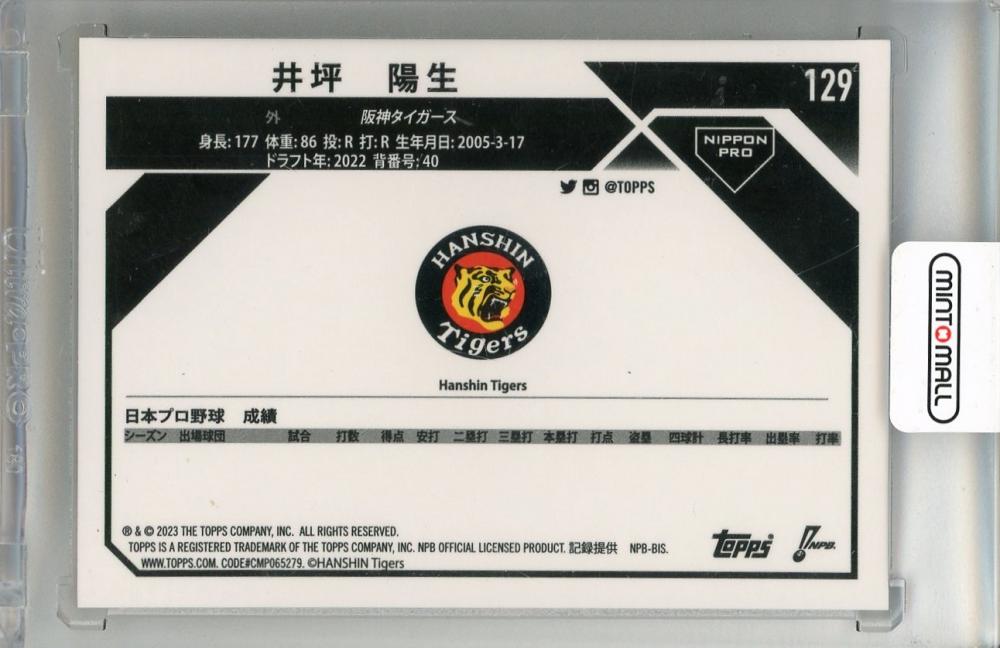 井坪 陽生
129
外 阪神タイガース
身長: 177 体重: 86 投: R 打: R 生年月日: 2005-3-17
ドラフト年: 2022 背番号: 40
NIPPON
PRO
@TOPPS
HANSHIN
Tigers
Hanshin Tigers
日本プロ野球 成績
シーズン 出場球団 試合 打数 得点 安打 二塁打 三塁打 本塁打 打点 盗塁 四球計 長打率 出塁率 打率
® & © 2023 THE TOPPS COMPANY, INC. ALL RIGHTS RESERVED.
TOPPS IS A REGISTERED TRADEMARK OF THE TOPPS COMPANY, INC. NPB OFFICIAL LICENSED PRODUCT. 記録提供 NPB-BIS.
WWW.TOPPS.COM. CODE#CMP065279. ©HANSHIN Tigers
topps
NPB
MINT MALL